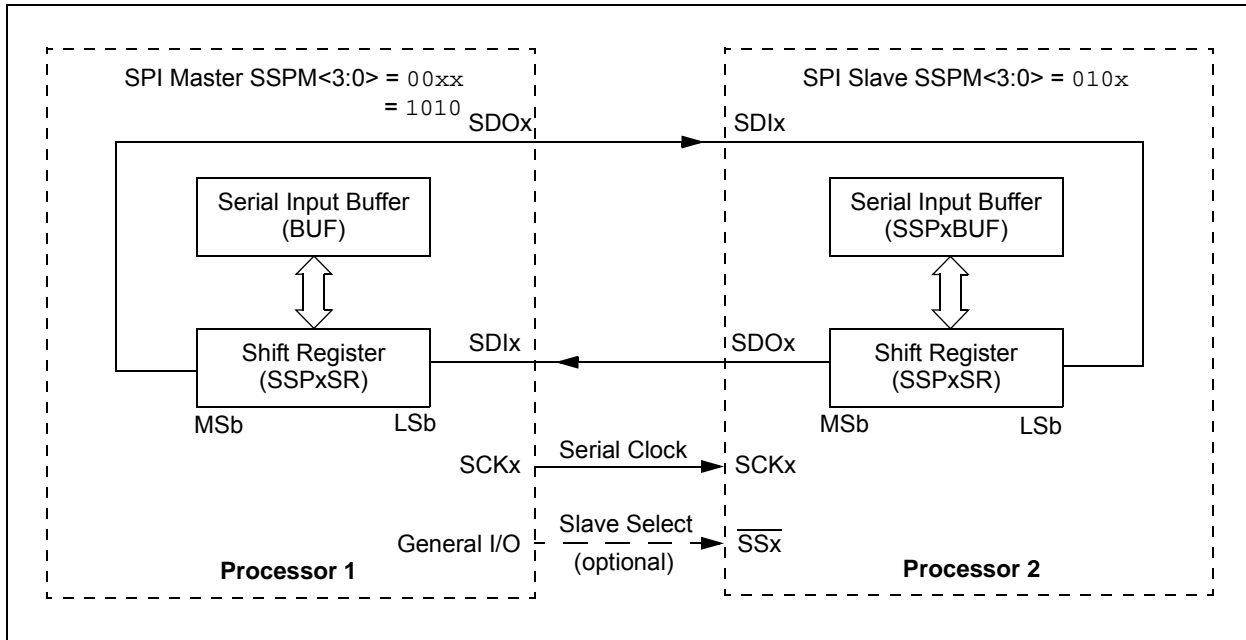 SPI Master SSPM<3:0> = 00xx
= 1010
SPI Slave SSPM<3:0> = 010x
SDOx
SDIx
Serial Input Buffer
(BUF)
Serial Input Buffer
(SSPxBUF)
Shift Register
(SSPxSR)
SDIx
SDOx
Shift Register
(SSPxSR)
MSb
LSb
MSb
LSb
SCKx
Serial Clock
SCKx
General I/O
Slave Select
(optional)
SSx
Processor 1
Processor 2